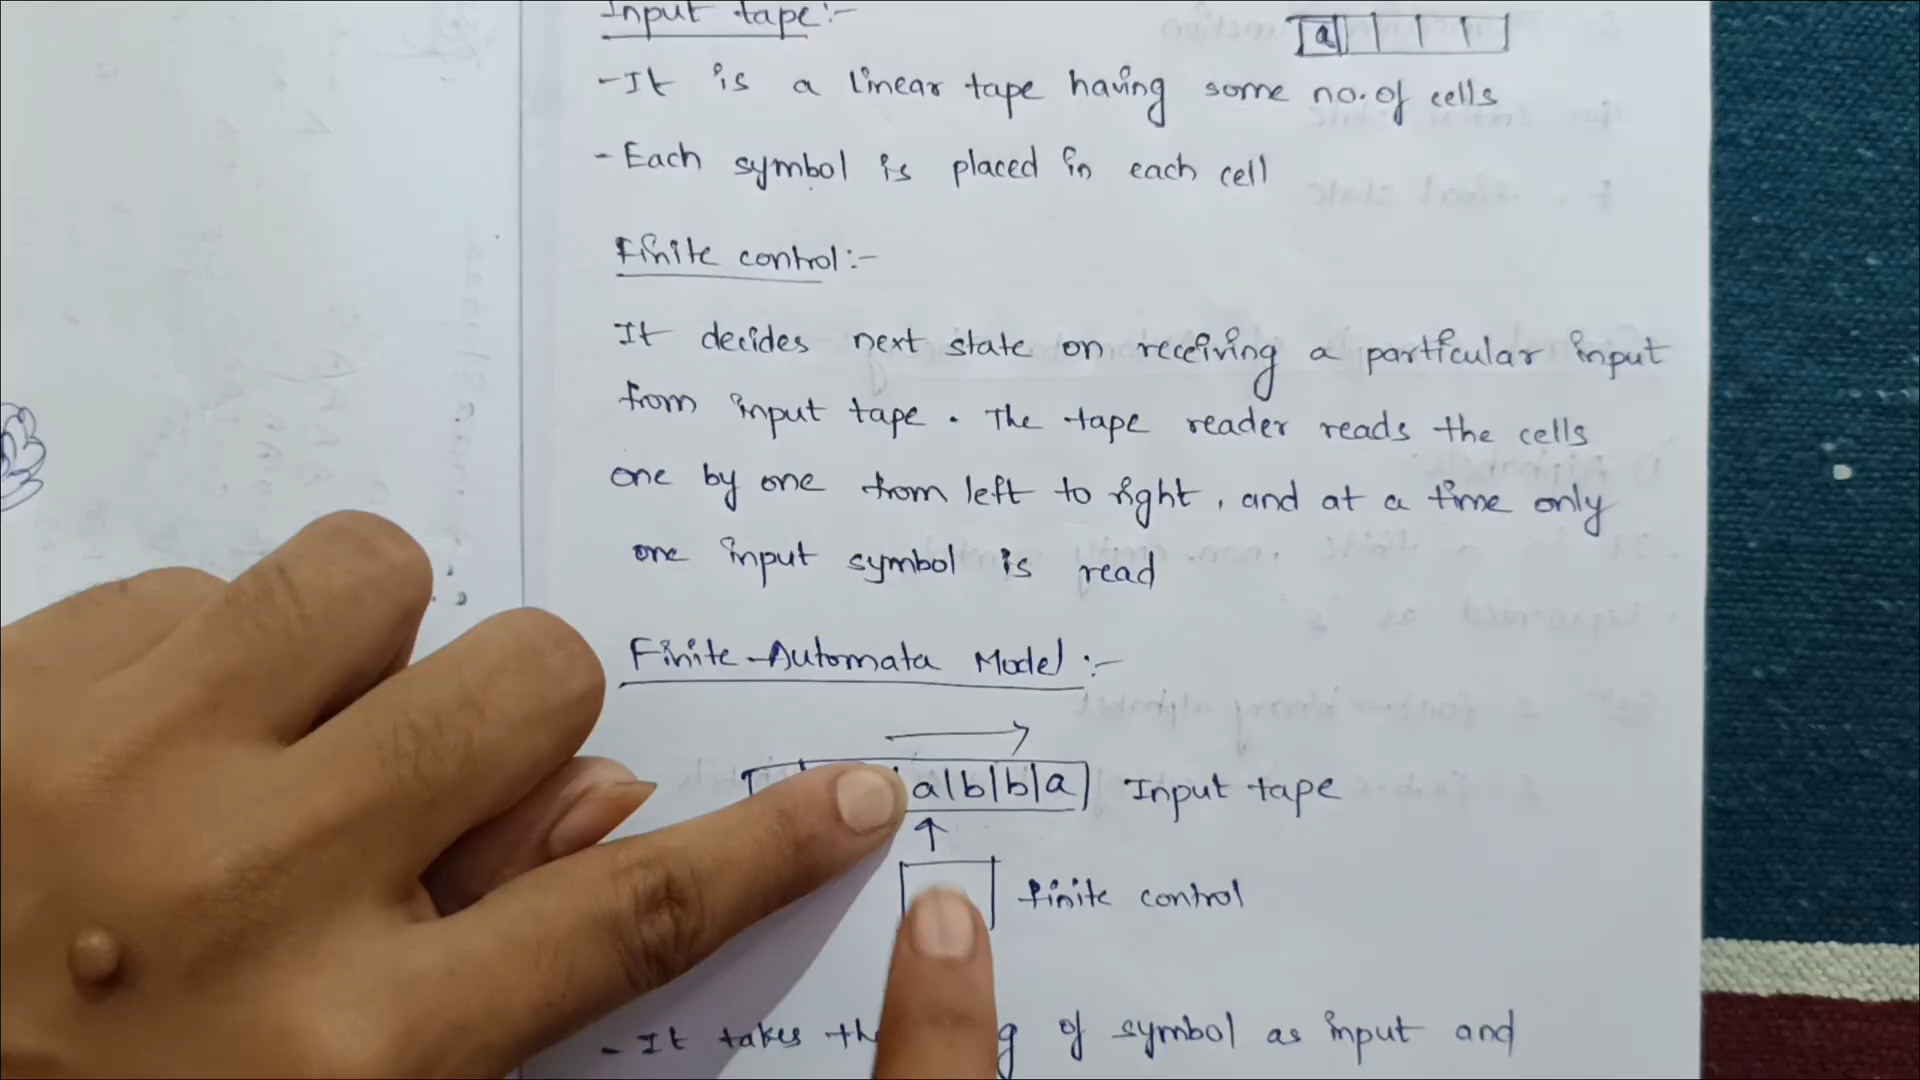 Input tape:-
a
-It is a linear tape having some no. of cells
- Each symbol is placed in each cell
Finite control:-
It decides next state on receiving a particular input
from input tape. The tape reader reads the cells
one by one from left to right, and at a time only
one input symbol is read
Finite-Automata Model:-
a|b|b|a| Input tape
finite control
- It takes of symbol as input and